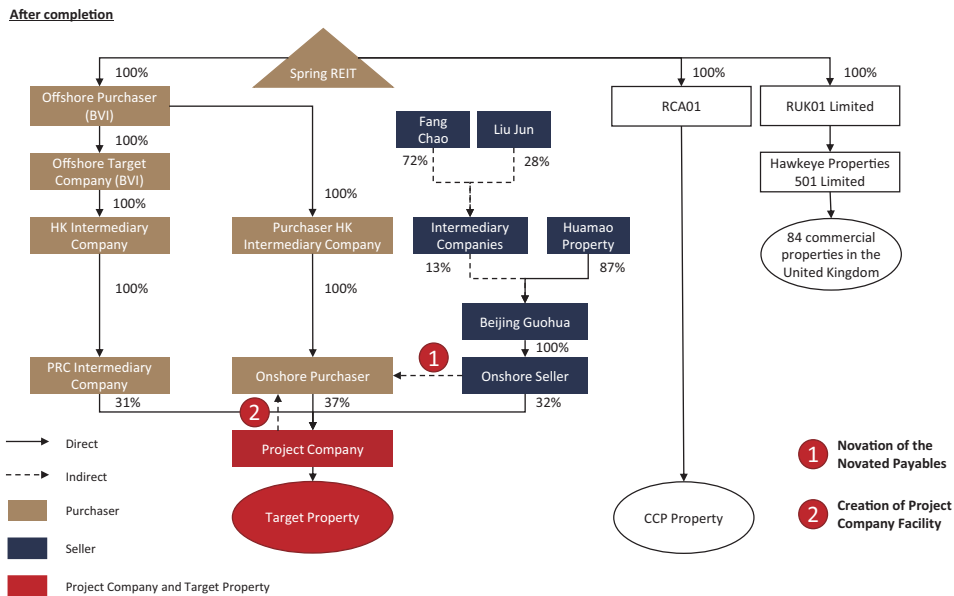 After completion
Spring REIT
100%
100%
100%
Offshore Purchaser
(BVI)
RCA01
RUK01 Limited
100%
Fang
Chao
Liu Jun
Offshore Target
Company (BVI)
72%
28%
Hawkeye Properties
501 Limited
100%
100%
HK Intermediary
Company
Purchaser HK
Intermediary Company
Intermediary
Companies
Huamao
Property
84 commercial
properties in the
United Kingdom
13%
87%
100%
100%
Beijing Guohua
100%
1
PRC Intermediary
Company
Onshore Purchaser
Onshore Seller
31%
37%
32%
2
Project Company
Target Property
CCP Property
Direct
Indirect
Purchaser
Seller
Project Company and Target Property
1
Novation of the
Novated Payables
2
Creation of Project
Company Facility